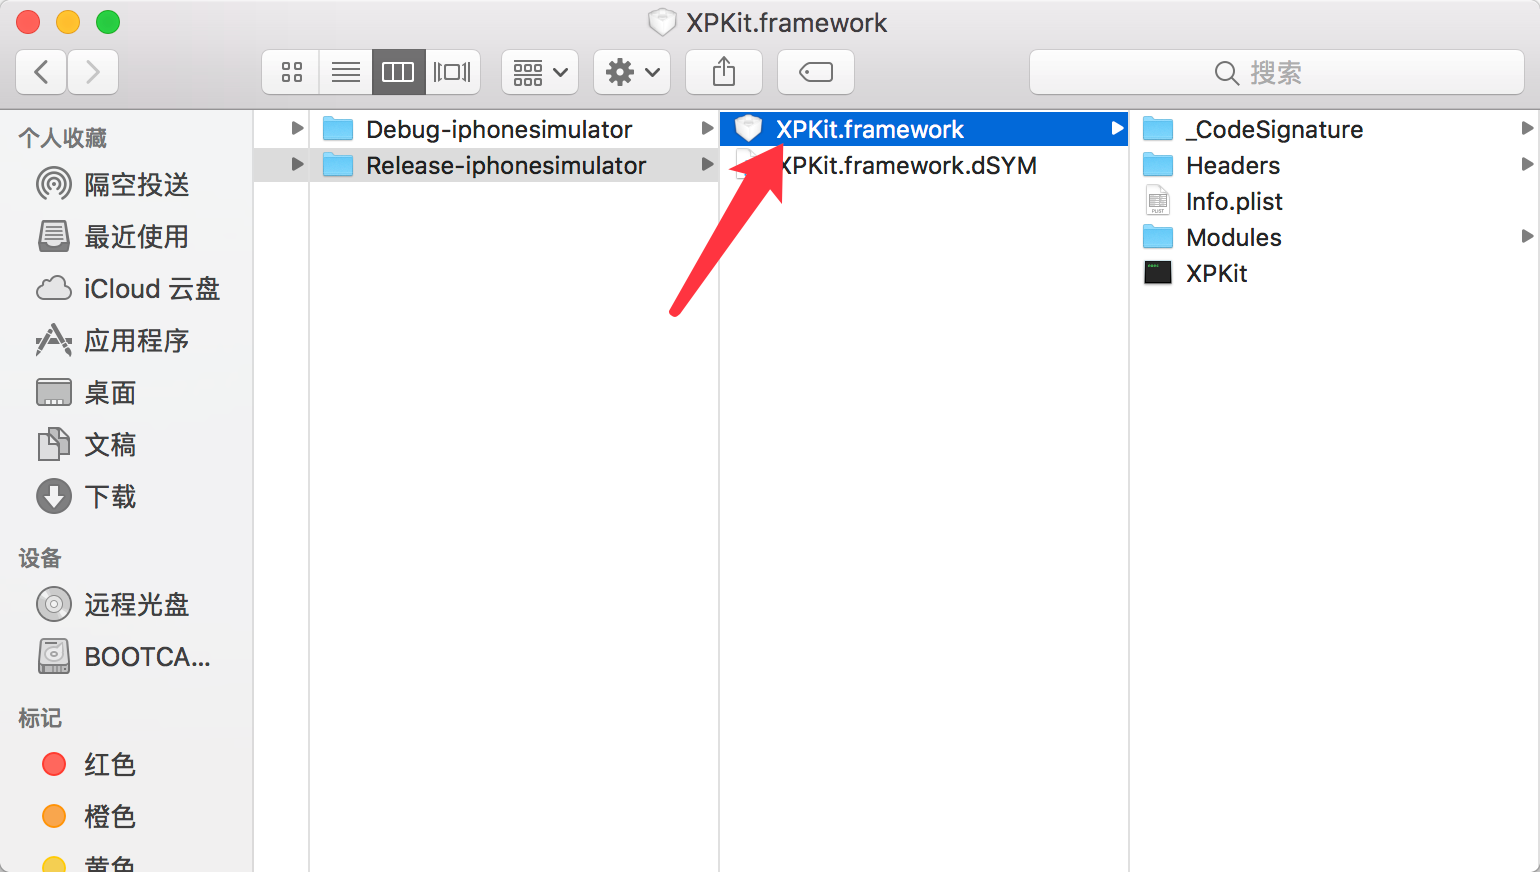 XPKit.framework
搜索
个人收藏
隔空投送
最近使用
iCloud 云盘
应用程序
桌面
文稿
下载
设备
远程光盘
BOOTCA...
标记
红色
橙色
黄色
Debug-iphonesimulator
Release-iphonesimulator
XPKit.framework
XPKit.framework.dSYM
_CodeSignature
Headers
Info.plist
Modules
XPKit